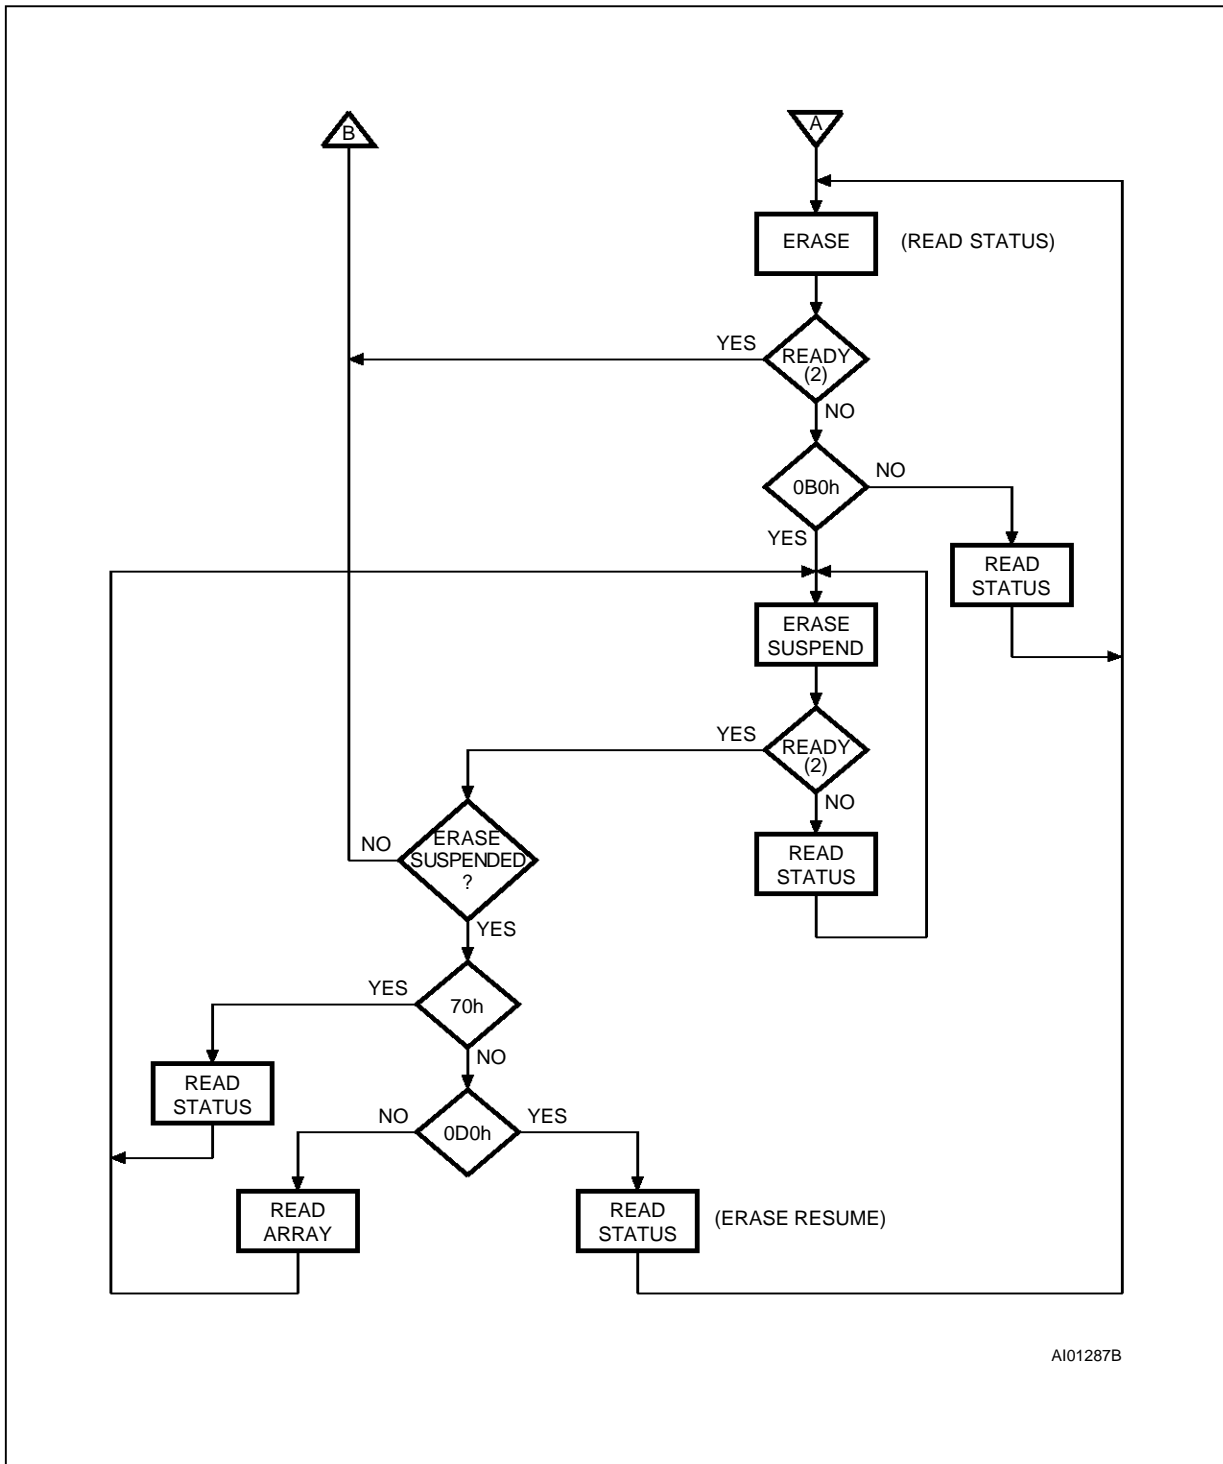 B
A
ERASE
(READ STATUS)
YES
READY
(2)
NO
0B0h
NO
YES
READ
STATUS
ERASE
SUSPEND
YES
READY
(2)
NO
READ
STATUS
NO
ERASE
SUSPENDED
?
YES
YES
70h
NO
READ
STATUS
NO
0D0h
YES
READ
ARRAY
READ
STATUS
(ERASE RESUME)
AI01287B